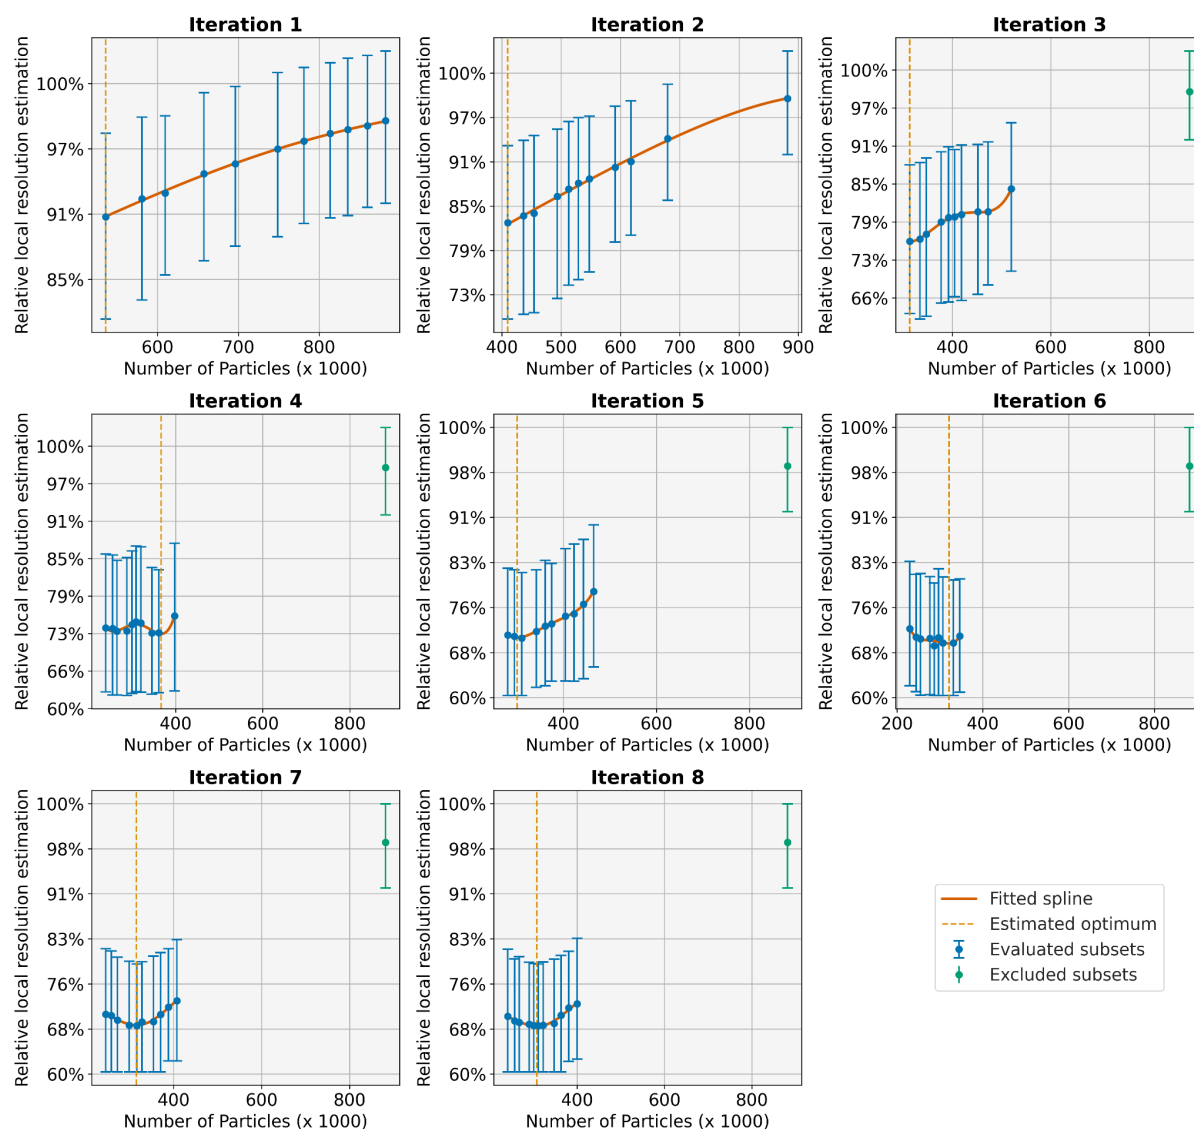 Iteration 1
Relative local resolution estimation
100%
97%
91%
85%
600
700
800
Number of Particles (x 1000)
Iteration 2
Relative local resolution estimation
100%
97%
91%
85%
79%
73%
400
500
600
700
800
900
Number of Particles (x 1000)
Iteration 3
Relative local resolution estimation
100%
97%
91%
85%
79%
73%
66%
400
600
800
Number of Particles (x 1000)
Iteration 4
Relative local resolution estimation
100%
97%
91%
85%
79%
73%
66%
60%
400
600
800
Number of Particles (x 1000)
Iteration 5
Relative local resolution estimation
100%
98%
91%
83%
76%
68%
60%
400
600
800
Number of Particles (x 1000)
Iteration 6
Relative local resolution estimation
100%
98%
91%
83%
76%
68%
60%
200
400
600
800
Number of Particles (x 1000)
Iteration 7
Relative local resolution estimation
100%
98%
91%
83%
76%
68%
60%
400
600
800
Number of Particles (x 1000)
Iteration 8
Relative local resolution estimation
100%
98%
91%
83%
76%
68%
60%
400
600
800
Number of Particles (x 1000)
Fitted spline
Estimated optimum
Evaluated subsets
Excluded subsets